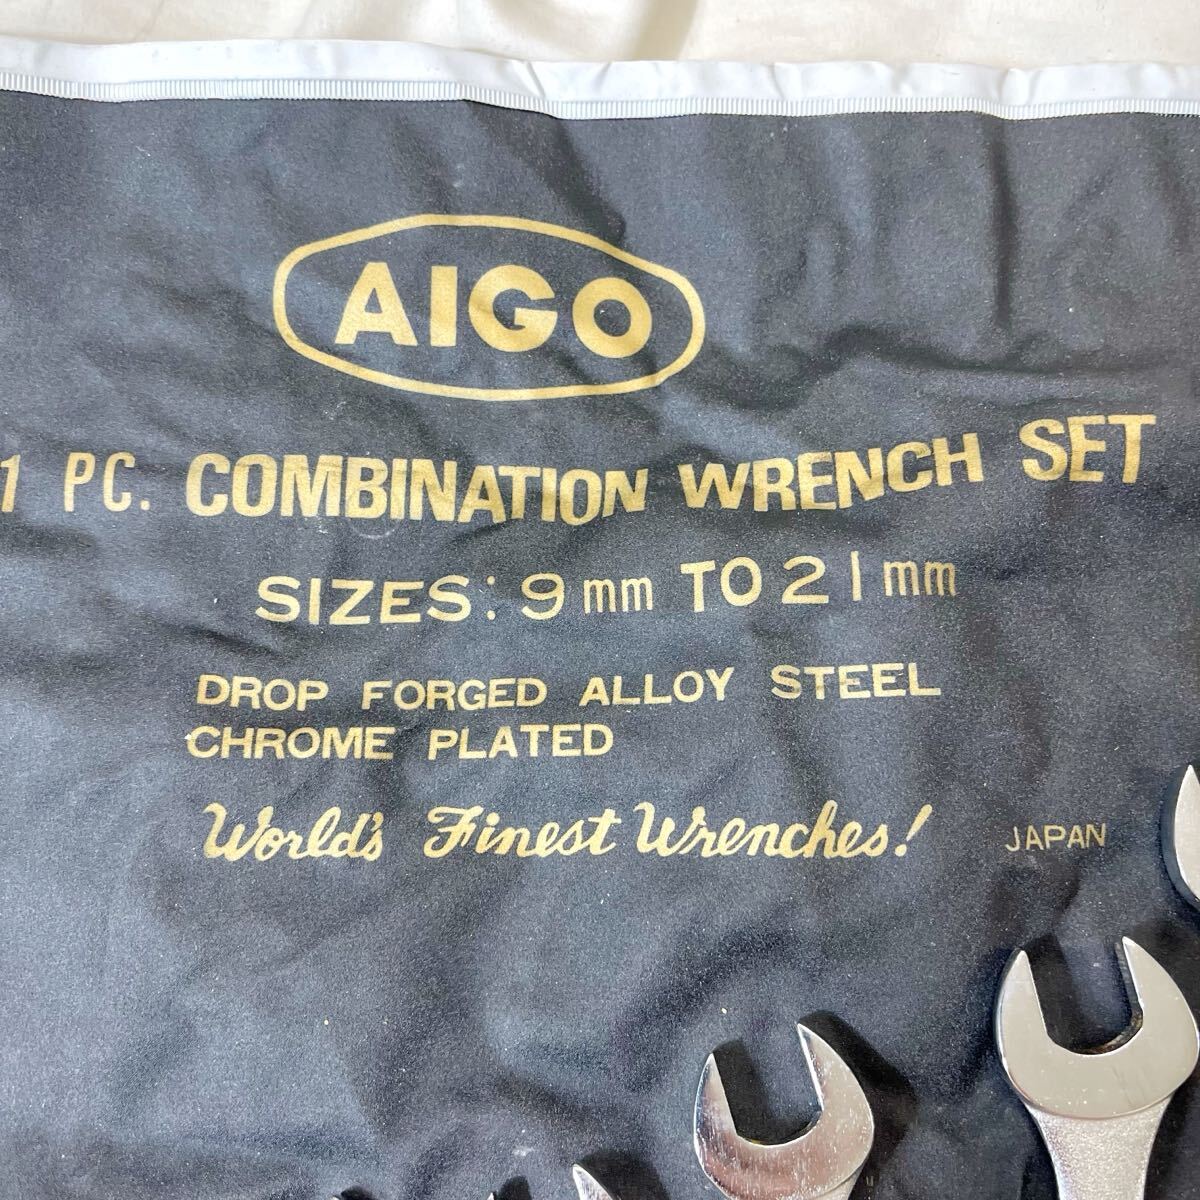 AIGO
1 PC. COMBINATION WRENCH SET
SIZES: 9mm TO 21mm
DROP FORGED ALLOY STEEL
CHROME PLATED
World's Finest Wrenches! JAPAN